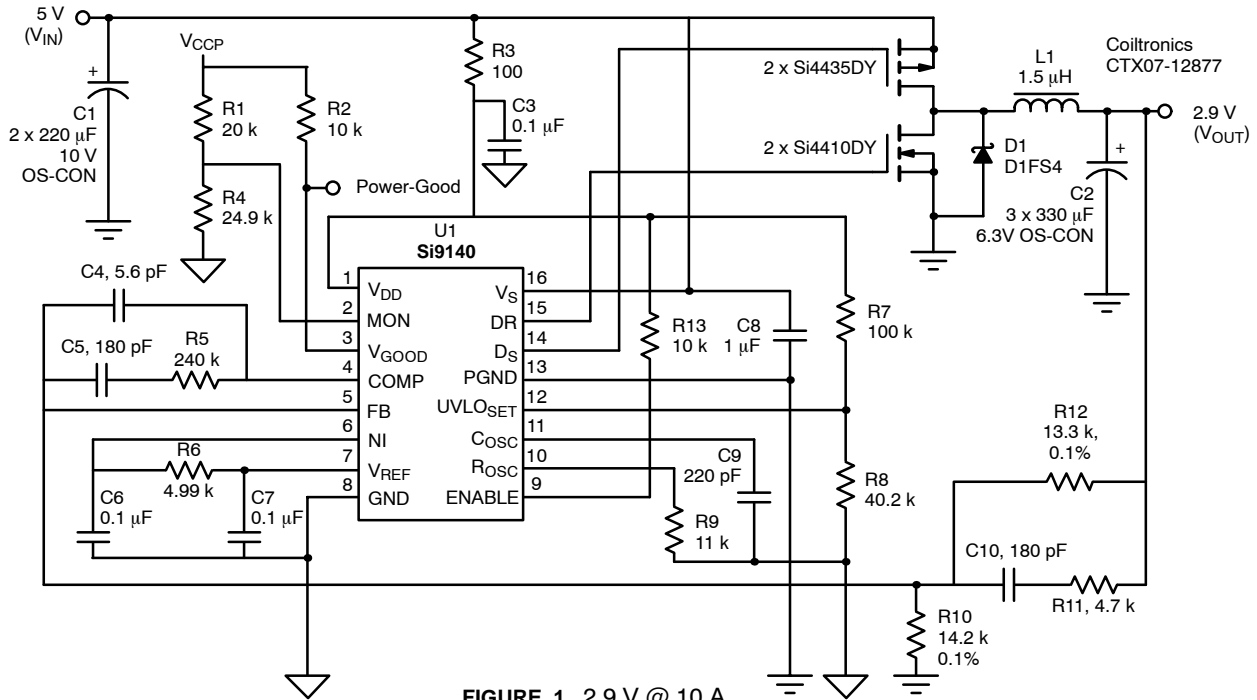 5 V
(VIN)
VCCP
R3
100
2 x Si4435DY
L1
1.5 μH
Coiltronics
CTX07-12877
+
C1
2 x 220 μF
10 V
OS-CON
R1
20 k
R2
10 k
C3
0.1 μF
2.9 V
(VOUT)
2 x Si4410DY
D1
D1FS4
+
C2
3 x 330 μF
6.3V OS-CON
R4
24.9 k
Power-Good
U1
Si9140
C4, 5.6 pF
C5, 180 pF
R5
240 k
1
VDD
2
MON
3
VGOOD
4
COMP
5
FB
6
NI
7
VREF
8
GND
16
VS
15
DR
14
DS
13
PGND
12
UVLOSET
11
COSC
10
ROSC
9
ENABLE
R13
10 k
C8
1 μF
R7
100 k
R6
4.99 k
C6
0.1 μF
C7
0.1 μF
C9
220 pF
R9
11 k
R8
40.2 k
R12
13.3 k,
0.1%
C10, 180 pF
R11, 4.7 k
R10
14.2 k
0.1%
FIGURE 1. 2.9 V @ 10 A